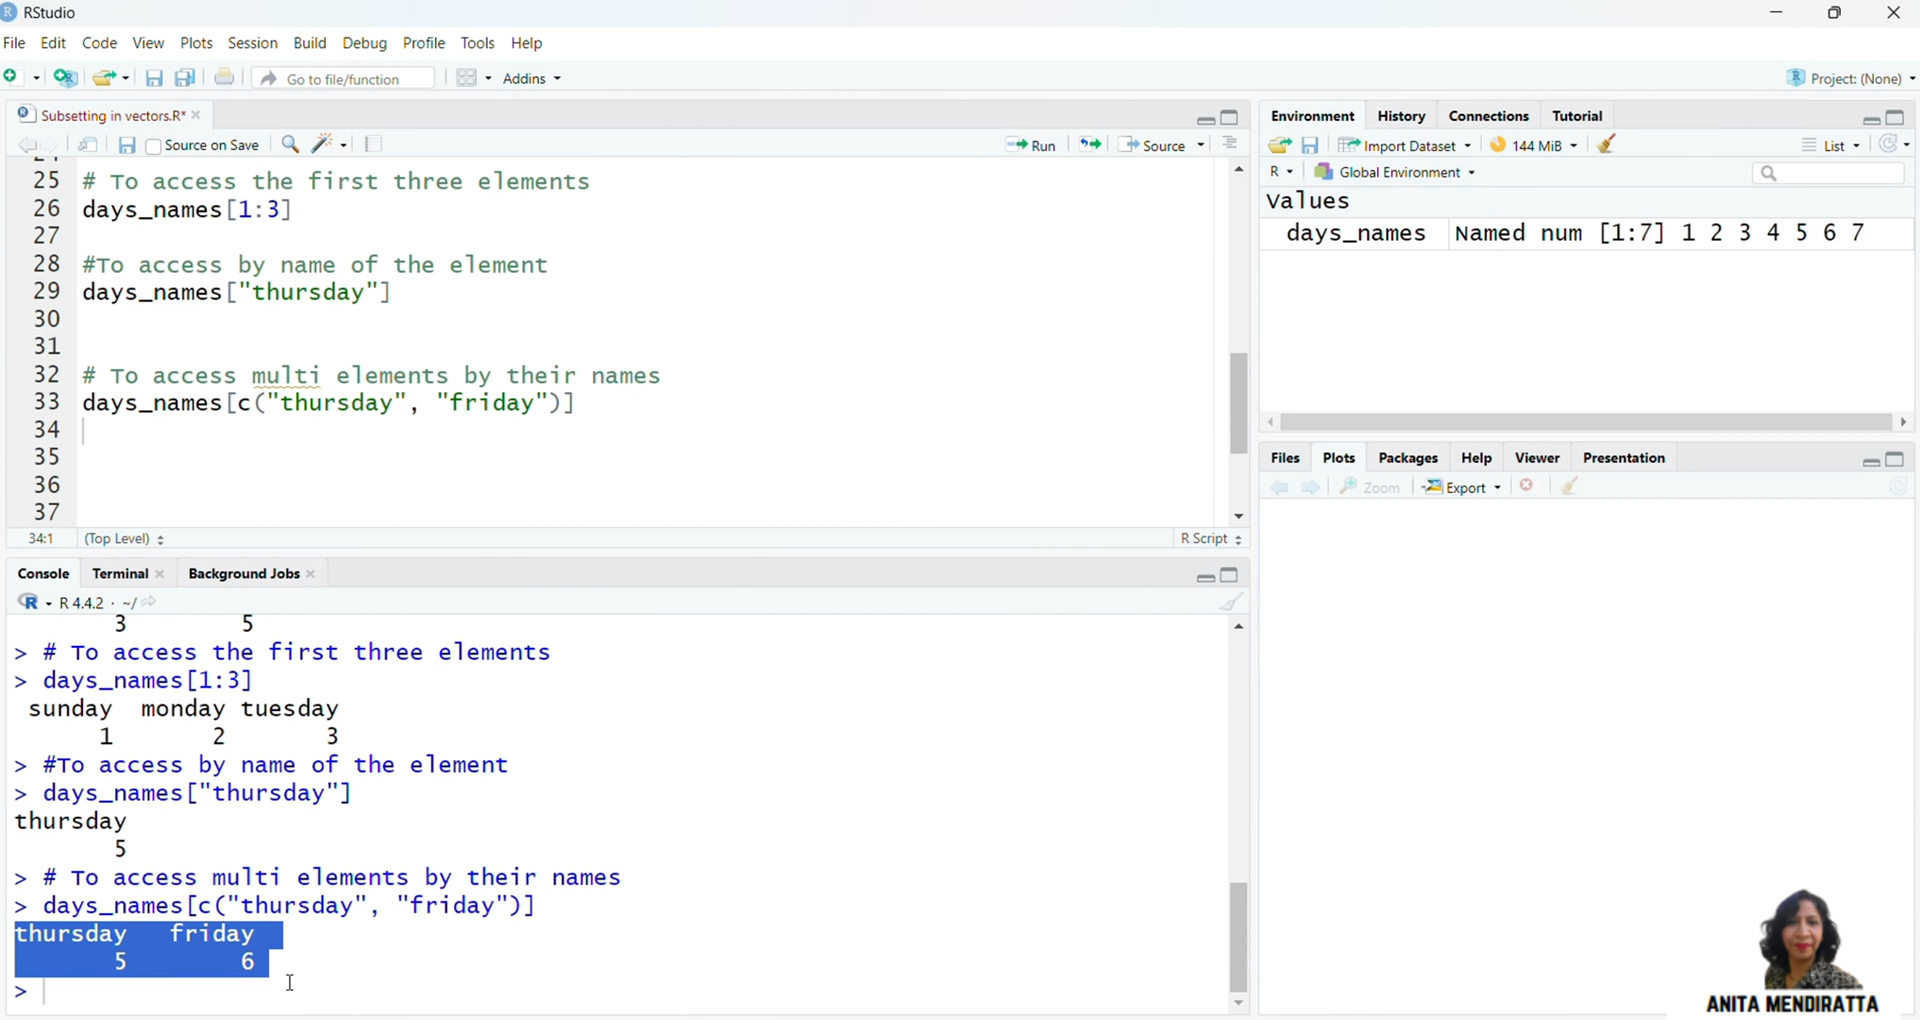 RStudio
File Edit Code View Plots Session Build Debug Profile Tools Help
Go to file/function Addins Project: (None)
Subsetting in vectors.R*
Source on Save Run Source
25 # To access the first three elements
26 days_names[1:3]
27
28 #To access by name of the element
29 days_names["thursday"]
30
31
32 # To access multi elements by their names
33 days_names[c("thursday", "friday")]
34
35
36
37
34:1 (Top Level) R Script
Console Terminal Background Jobs
R R 4.4.2 · ~/
3 5
> # To access the first three elements
> days_names[1:3]
sunday monday tuesday
1 2 3
> #To access by name of the element
> days_names["thursday"]
thursday
5
> # To access multi elements by their names
> days_names[c("thursday", "friday")]
thursday friday
5 6
>
Environment History Connections Tutorial
Import Dataset 144 MiB List
R Global Environment
Values
days_names Named num [1:7] 1 2 3 4 5 6 7
Files Plots Packages Help Viewer Presentation
Zoom Export
ANITA MENDIRATTA